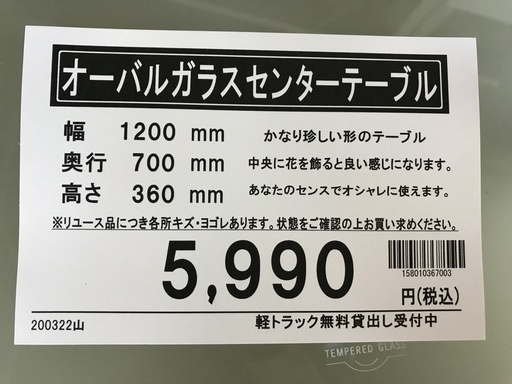 オーバルガラスセンターテーブル
幅 1200 mm
かなり珍しい形のテーブル
奥行 700 mm
中央に花を飾ると良い感じになります。
高さ 360 mm
あなたのセンスでオシャレに使えます。
※リユース品につき各所キズ・ヨゴレあります。状態をご確認の上お買い求めください。
5,990
円(税込)
158010367003
200322山
軽トラック無料貸出し受付中
TEMPERED GLASS